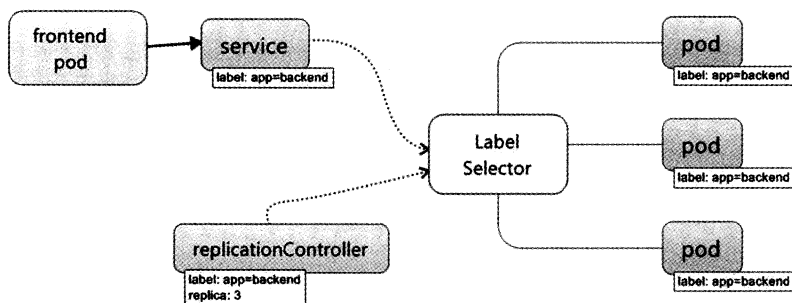 frontend
pod
service
label: app=backend
Label
Selector
replicationController
label: app=backend
replica: 3
pod
label: app=backend
pod
label: app=backend
pod
label: app=backend